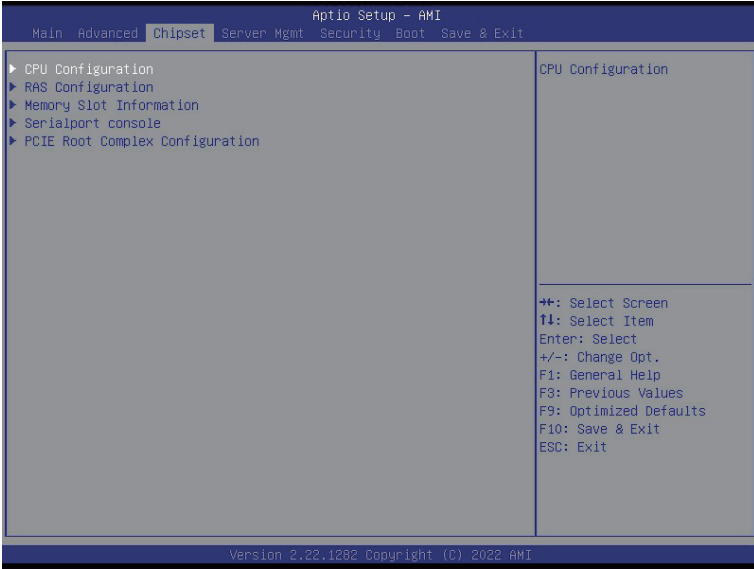 Aptio Setup – AMI
Main Advanced Chipset Server Mgmt Security Boot Save & Exit
CPU Configuration
RAS Configuration
Memory Slot Information
Serialport console
PCIE Root Complex Configuration
CPU Configuration
→←: Select Screen
↑↓: Select Item
Enter: Select
+/-: Change Opt.
F1: General Help
F3: Previous Values
F9: Optimized Defaults
F10: Save & Exit
ESC: Exit
Version 2.22.1282 Copyright (C) 2022 AMI